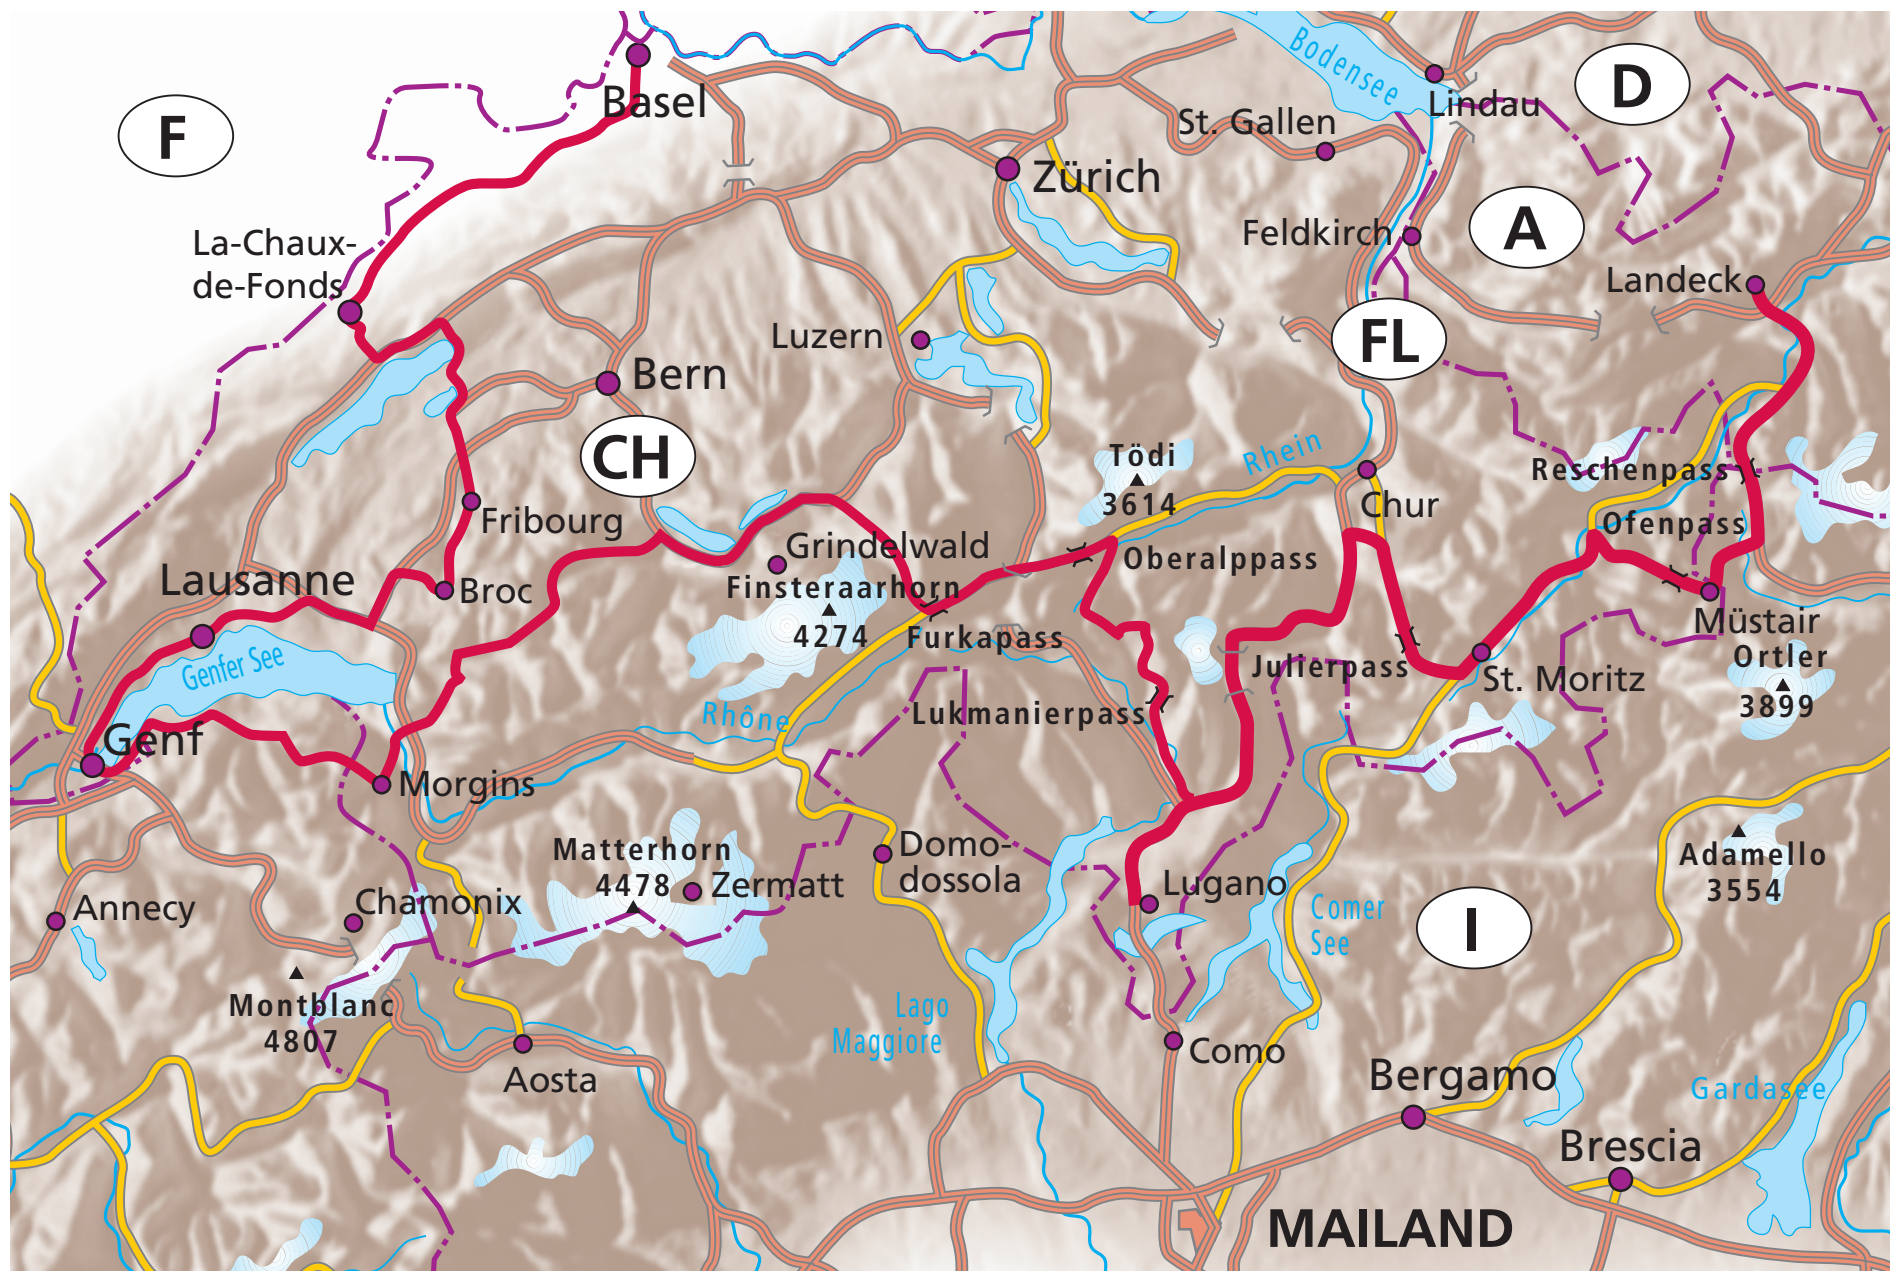 Basel
Bodensee
Lindau
D
F
St. Gallen
Zürich
A
La-Chaux-
de-Fonds
Feldkirch
Landeck
Luzern
FL
Bern
CH
Tödi
3614
Rhein
Reschenpass
Chur
Fribourg
Ofenpass
Grindelwald
Oberalppass
Lausanne
Broc
Finsteraarhorn
4274
Furkapass
Müstair
Genfer See
Julierpass
St. Moritz
Ortler
3899
Rhône
Lukmanierpass
Genf
Morgins
Matterhorn
4478
Zermatt
Domo-
dossola
Lugano
Adamello
3554
Annecy
Chamonix
Comer
See
I
Montblanc
4807
Lago
Maggiore
Como
Aosta
Bergamo
Gardasee
Brescia
MAILAND